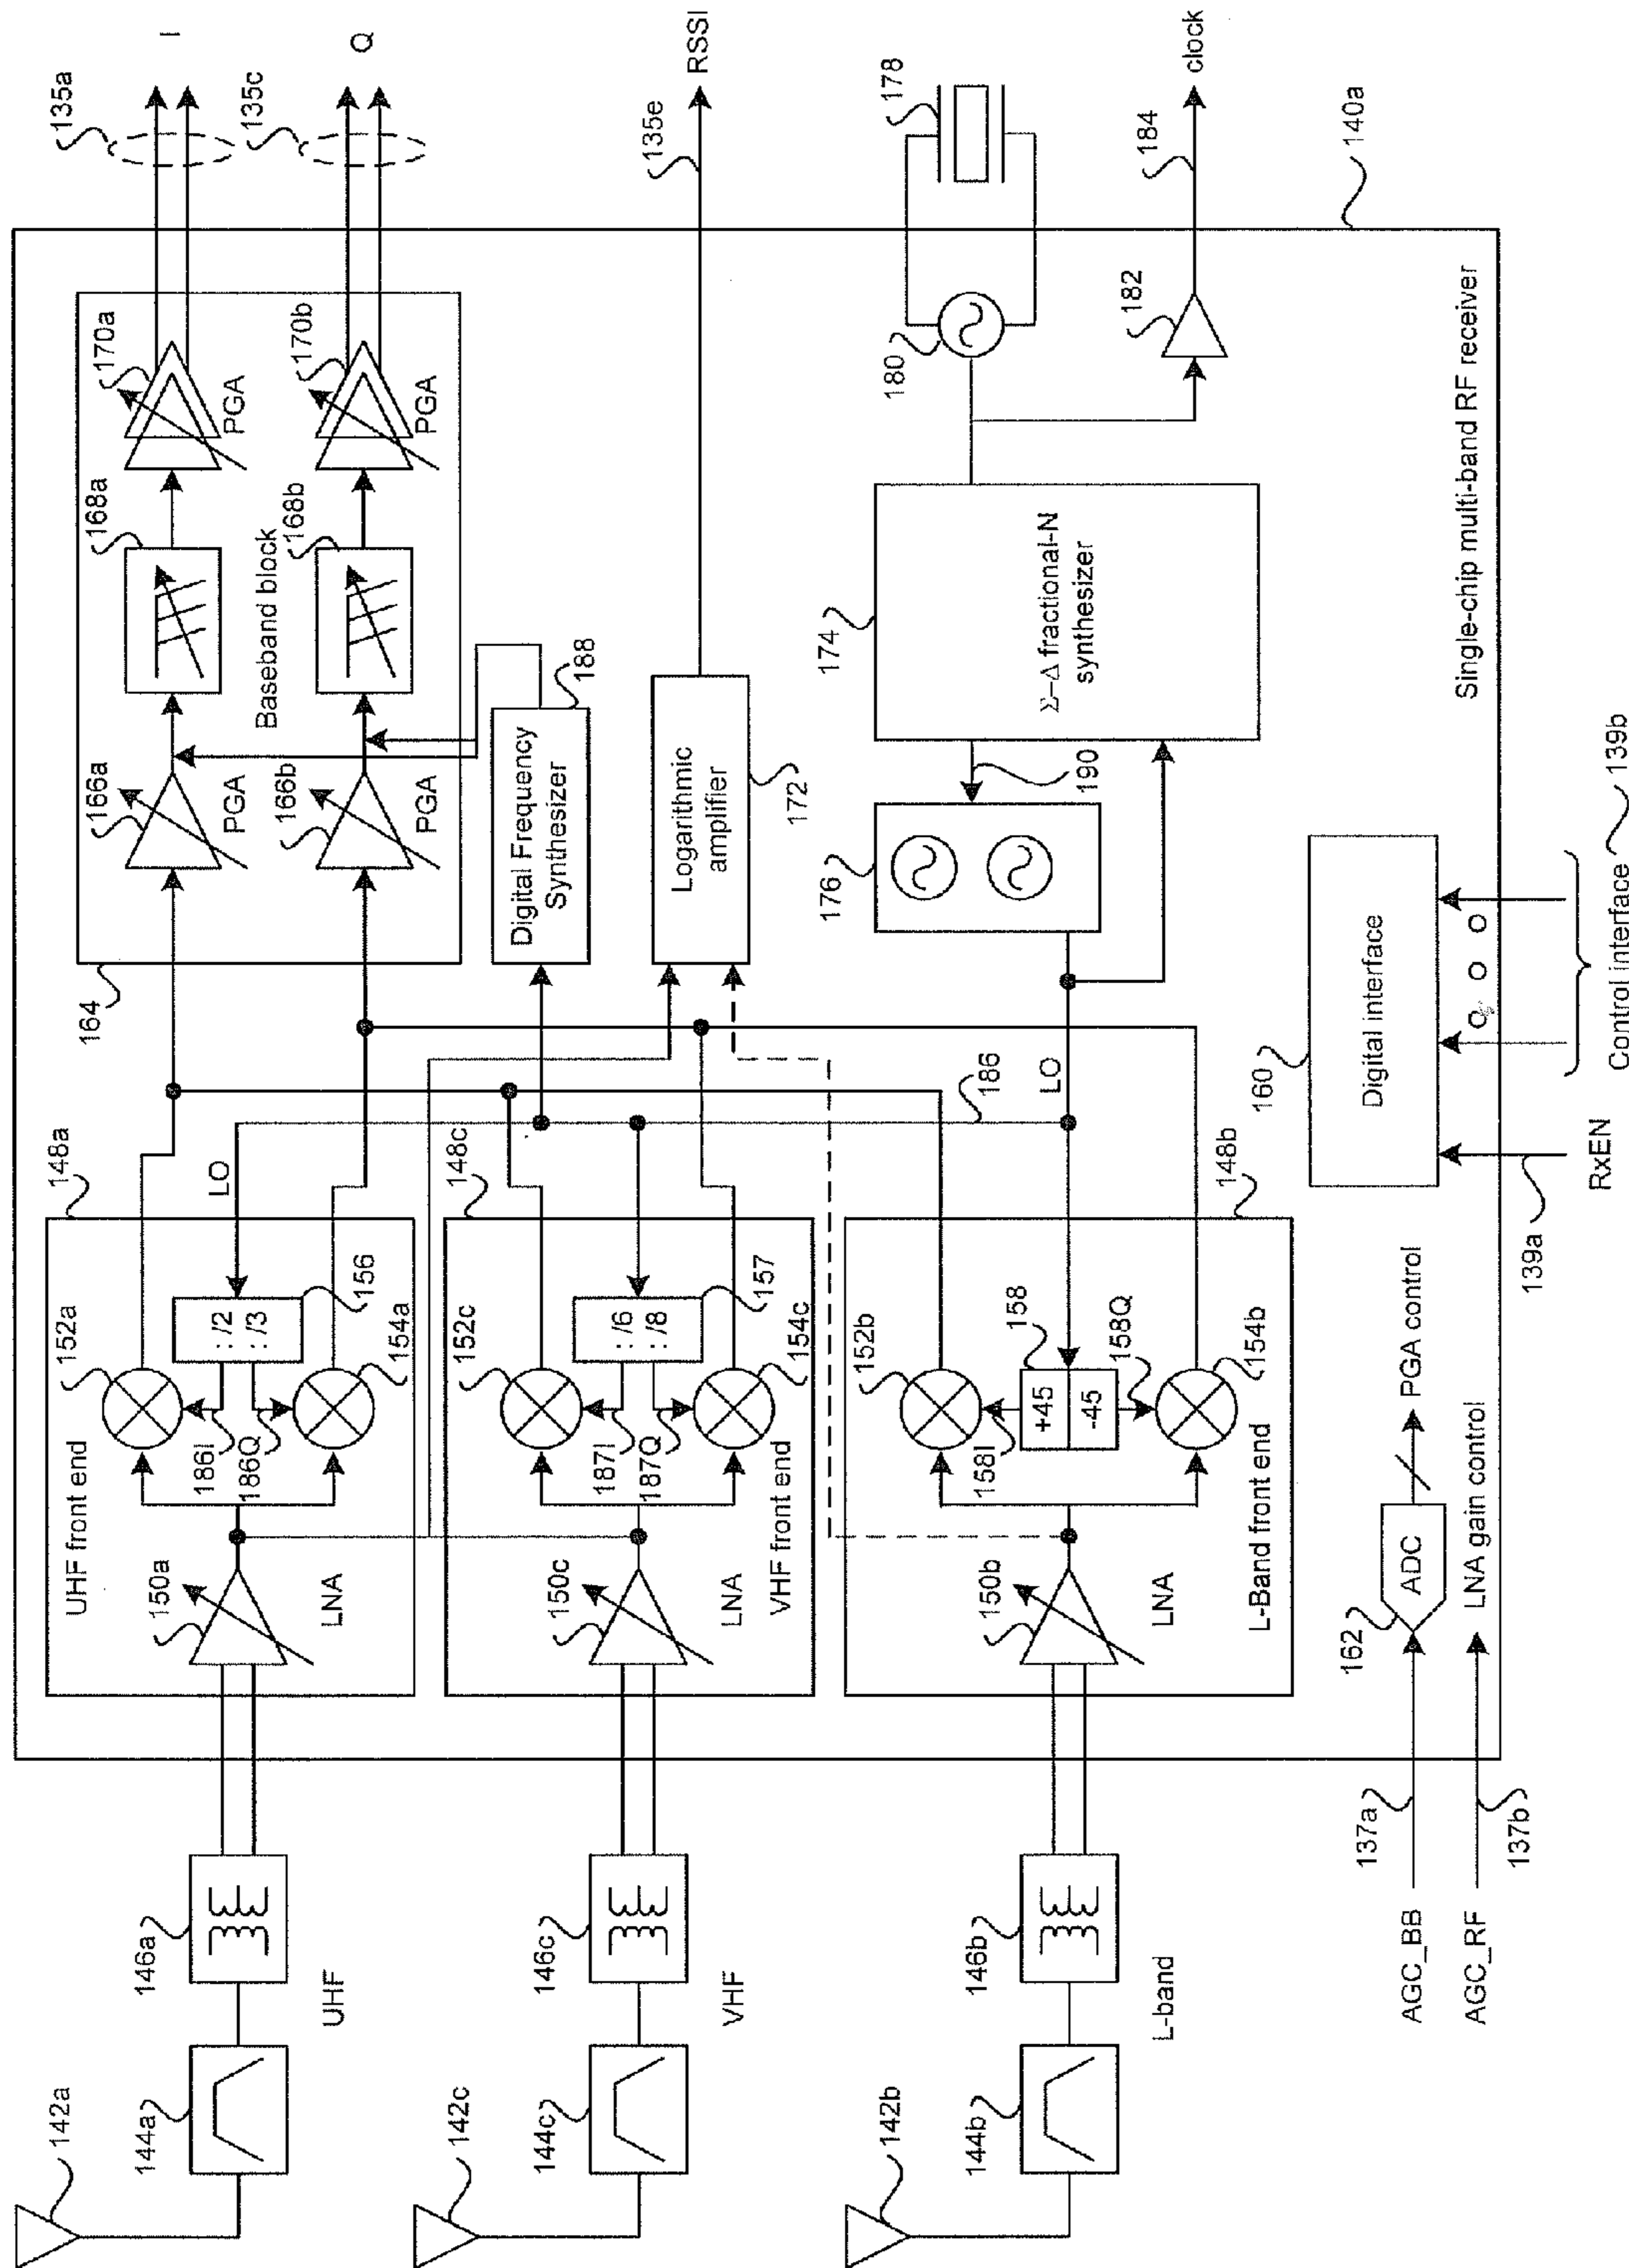 142a
144a
146a
UHF
142c
144c
146c
VHF
142b
144b
146b
L-band
AGC_BB
AGC_RF
137a
137b
148a
UHF front end
150a
LNA
152a
154a
186I
186Q
: /2
: /3
156
LO
148c
VHF front end
150c
LNA
152c
154c
187I
187Q
: /6
: /8
157
148b
L-Band front end
150b
LNA
152b
154b
158I
158Q
+45
-45
158
LO
186
162
ADC
PGA control
LNA gain control
139a
RxEN
160
Digital interface
Control interface
139b
164
166a
PGA
166b
PGA
Baseband block
168a
168b
170a
PGA
170b
PGA
Digital Frequency
Synthesizer
188
Logarithmic
amplifier
172
176
190
174
Σ–Δ fractional-N
synthesizer
180
178
182
184
clock
135a
I
135c
Q
135e
RSSI
140a
Single-chip multi-band RF receiver